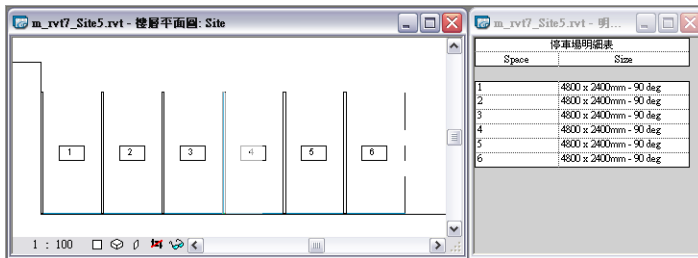 m_rvt7_Site5.rvt - 樓層平面圖: Site
1 2 3 4 5 6
1 : 100
m_rvt7_Site5.rvt - 明...
停車場明細表
Space Size
1 4800 x 2400mm - 90 deg
2 4800 x 2400mm - 90 deg
3 4800 x 2400mm - 90 deg
4 4800 x 2400mm - 90 deg
5 4800 x 2400mm - 90 deg
6 4800 x 2400mm - 90 deg